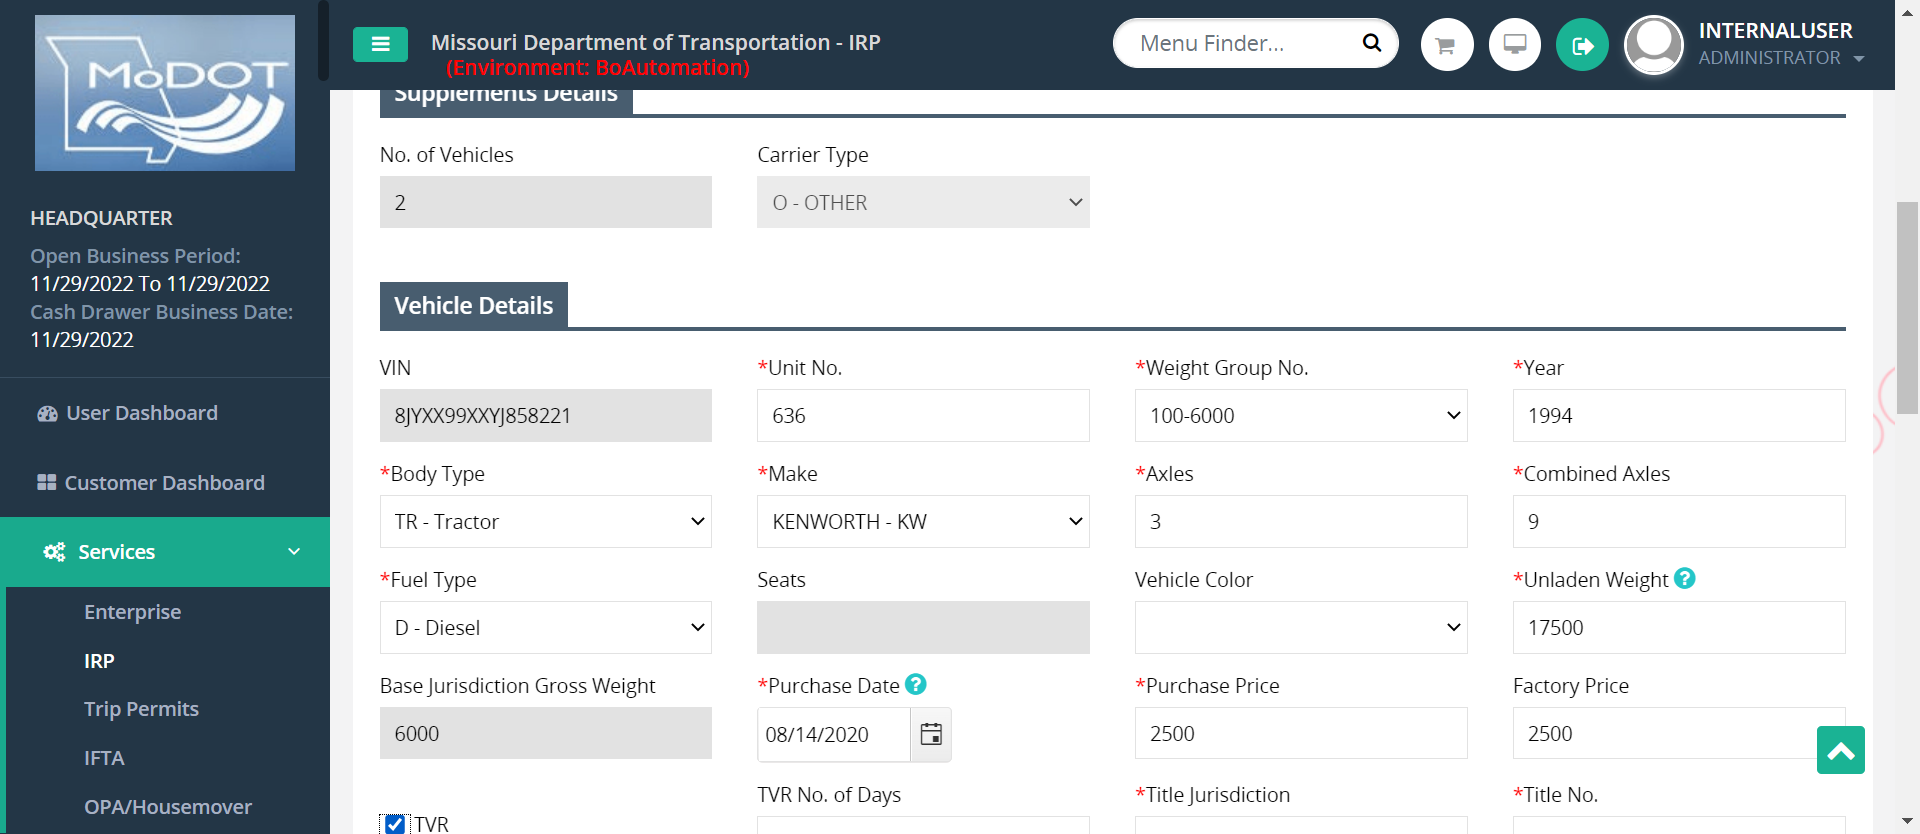 MoDOT
Missouri Department of Transportation - IRP
(Environment: BoAutomation)
Menu Finder...
INTERNALUSER
ADMINISTRATOR
HEADQUARTER
Open Business Period:
11/29/2022 To 11/29/2022
Cash Drawer Business Date:
11/29/2022
User Dashboard
Customer Dashboard
Services
Enterprise
IRP
Trip Permits
IFTA
OPA/Housemover
Supplements Details
No. of Vehicles
Carrier Type
2
O - OTHER
Vehicle Details
VIN
*Unit No.
*Weight Group No.
*Year
8JYXX99XXYJ858221
636
100-6000
1994
*Body Type
*Make
*Axles
*Combined Axles
TR - Tractor
KENWORTH - KW
3
9
*Fuel Type
Seats
Vehicle Color
*Unladen Weight ?
D - Diesel
17500
Base Jurisdiction Gross Weight
*Purchase Date ?
*Purchase Price
Factory Price
6000
08/14/2020
2500
2500
TVR
TVR No. of Days
*Title Jurisdiction
*Title No.